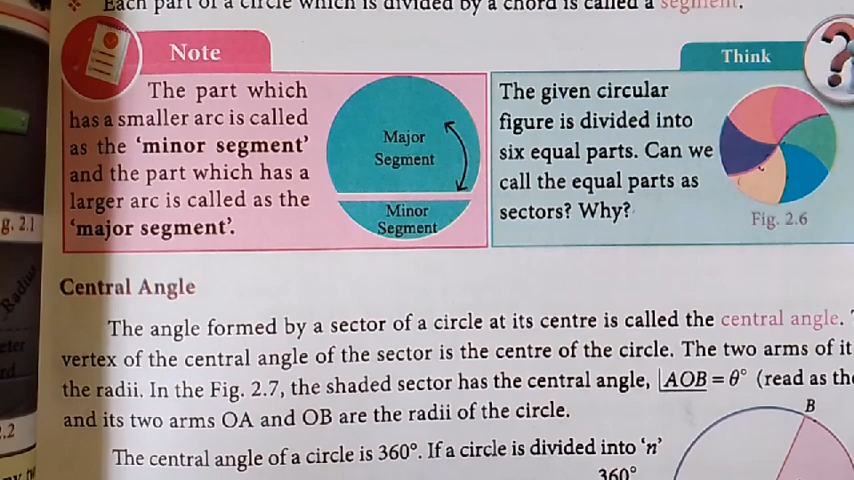 Each part of a circle which is divided by a chord is called a segment.
Note
The part which
has a smaller arc is called
as the ‘minor segment’
and the part which has a
larger arc is called as the
‘major segment’.
Major
Segment
Minor
Segment
Think
The given circular
figure is divided into
six equal parts. Can we
call the equal parts as
sectors? Why?
Fig. 2.6
g. 2.1
Radius
eter
rd
.2
Central Angle
The angle formed by a sector of a circle at its centre is called the central angle.
vertex of the central angle of the sector is the centre of the circle. The two arms of it
the radii. In the Fig. 2.7, the shaded sector has the central angle, ∠AOB = θ° (read as the
and its two arms OA and OB are the radii of the circle.
B
The central angle of a circle is 360°. If a circle is divided into ‘n’
360°